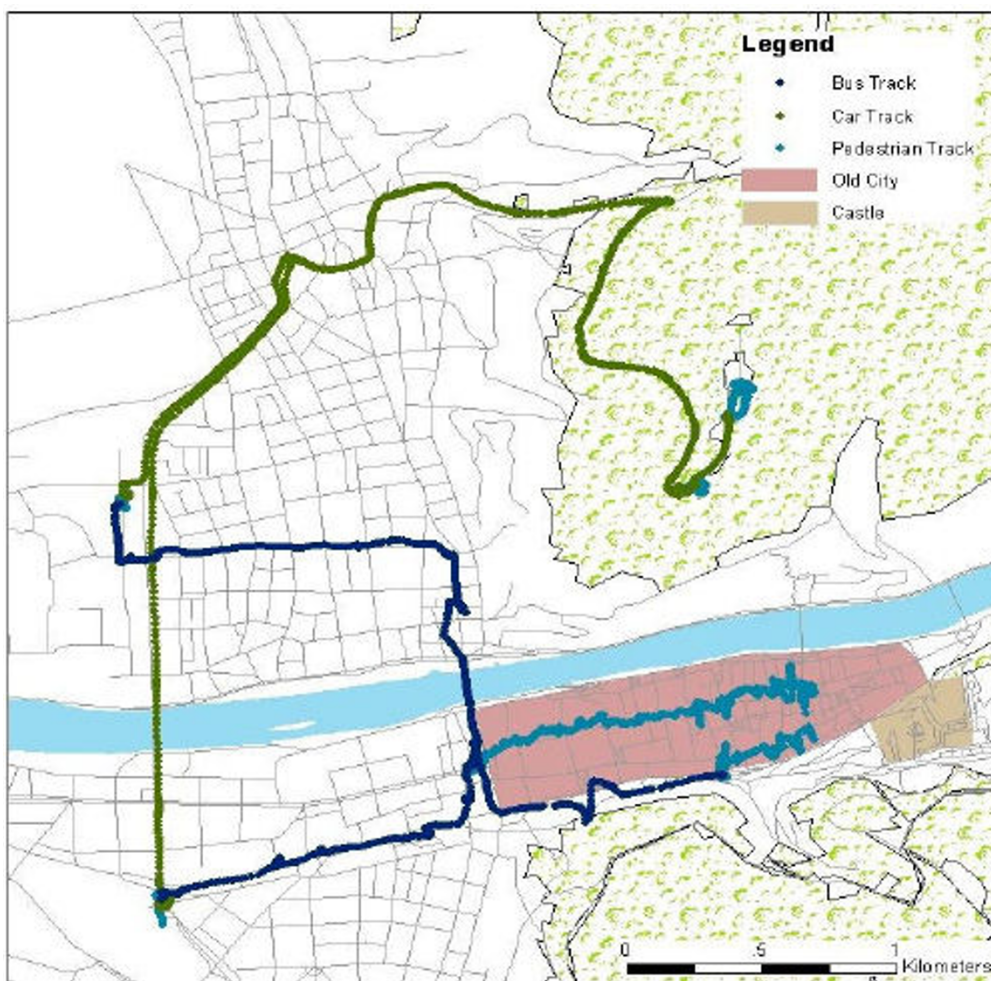 Legend
Bus Track
Car Track
Pedestrian Track
Old City
Castle
0 .5 1
Kilometers